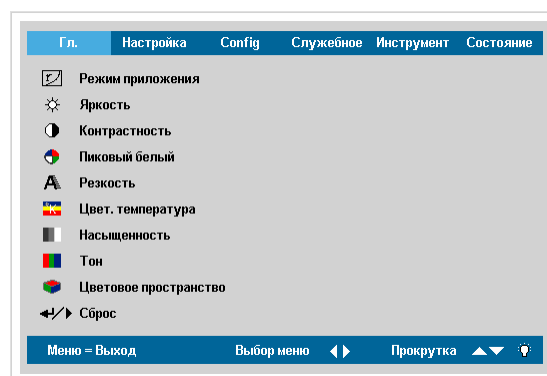 Гл. Настройка Config Служебное Инструмент Состояние
Режим приложения
Яркость
Контрастность
Пиковый белый
Резкость
Цвет. температура
Насыщенность
Тон
Цветовое пространство
Сброс
Меню = Выход Выбор меню Прокрутка